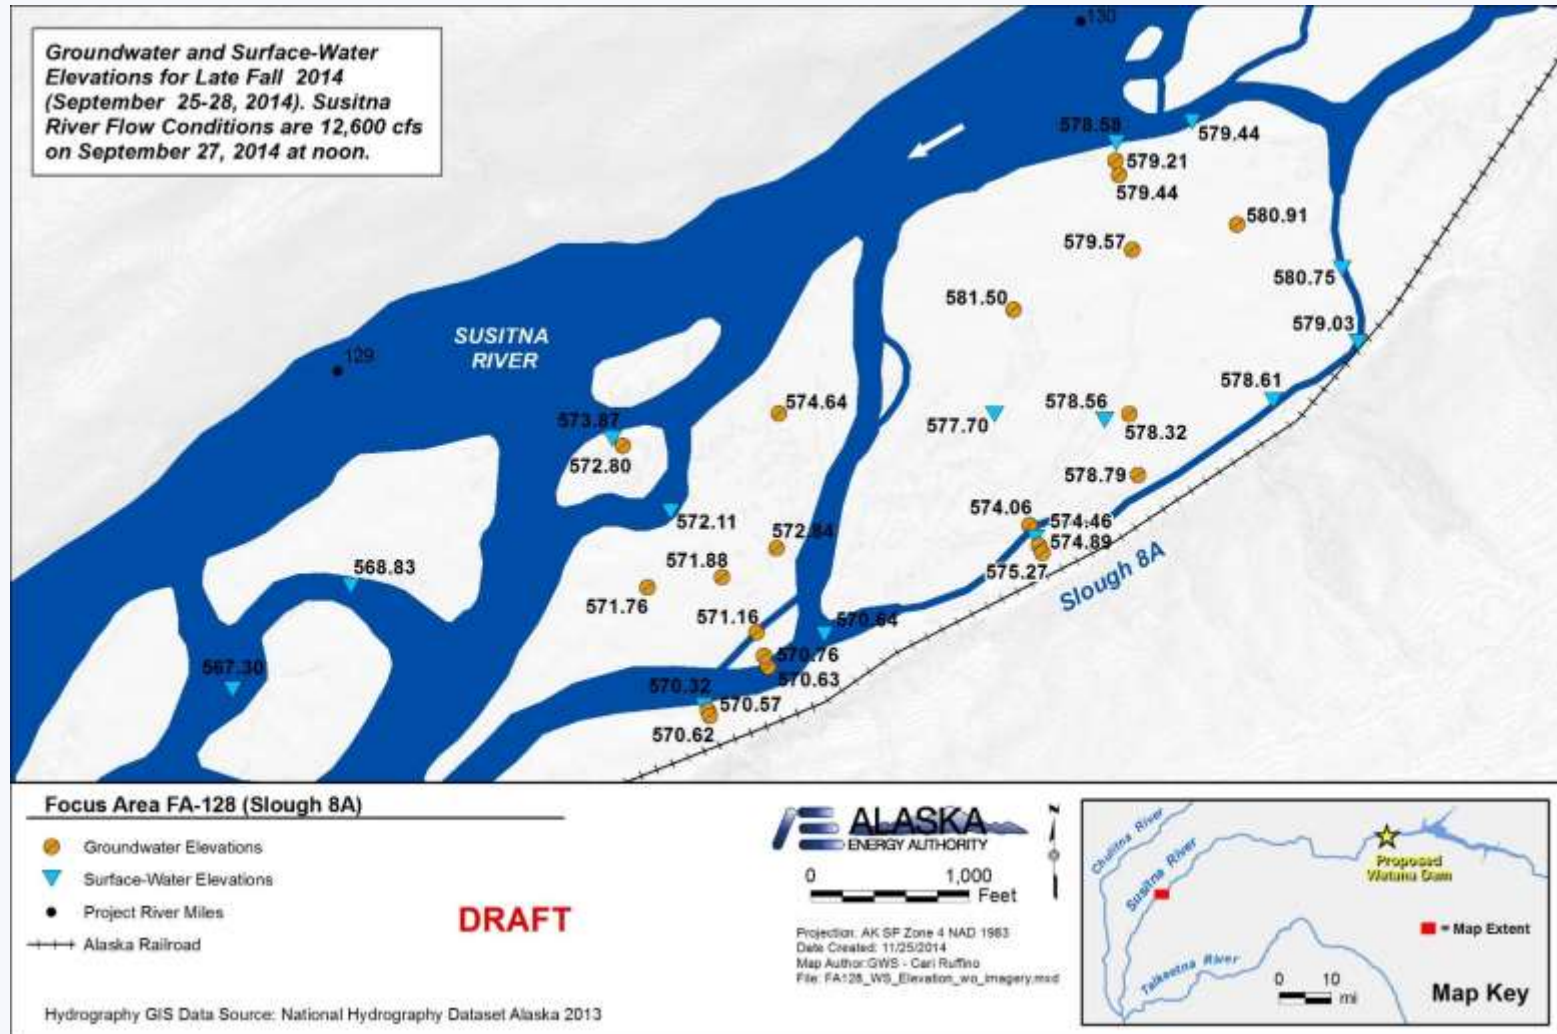 Groundwater and Surface-Water
Elevations for Late Fall 2014
(September 25-28, 2014). Susitna
River Flow Conditions are 12,600 cfs
on September 27, 2014 at noon.
130
578.58
579.44
579.21
579.44
580.91
579.57
580.75
581.50
579.03
SUSITNA
RIVER
129
578.61
574.64
578.56
573.87
577.70
578.32
572.80
578.79
574.06
574.46
572.11
572.84
574.89
571.88
575.27
568.83
Slough 8A
571.76
571.16
570.64
570.76
567.30
570.63
570.32
570.57
570.62
Focus Area FA-128 (Slough 8A)
Groundwater Elevations
Surface-Water Elevations
Project River Miles
Alaska Railroad
DRAFT
Hydrography GIS Data Source: National Hydrography Dataset Alaska 2013
ALASKA
ENERGY AUTHORITY
N
0 1,000
Feet
Projection: AK SP Zone 4 NAD 1983
Date Created: 11/25/2014
Map Author:GWS - Cari Ruffino
File: FA128_WS_Elevation_wo_Imagery.mxd
Chulitna River
Susitna River
Proposed
Watana Dam
= Map Extent
Talkeetna River
0 10
mi
Map Key